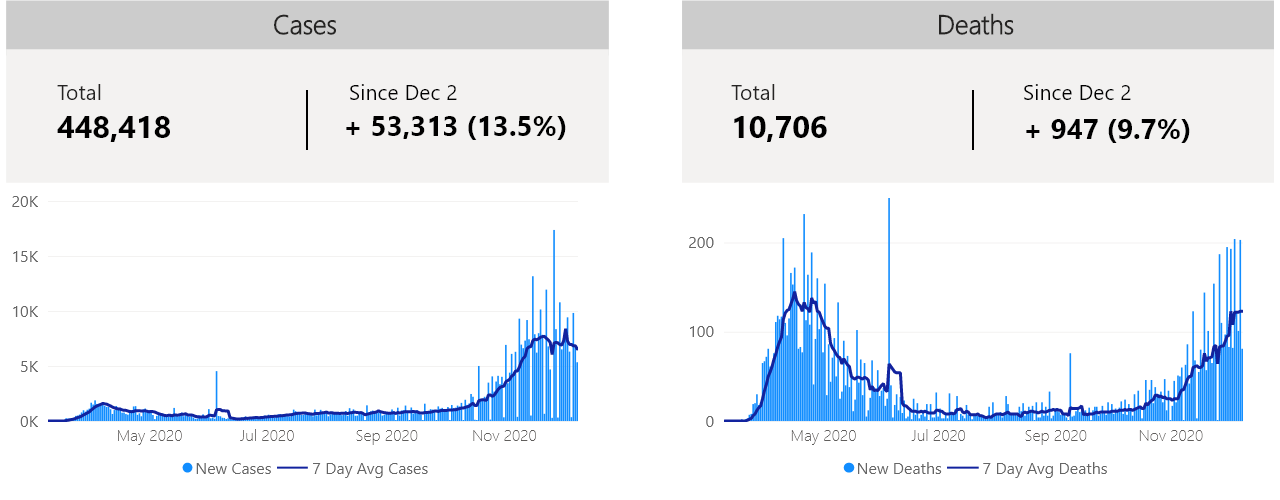 Cases
Total
448,418
Since Dec 2
+ 53,313 (13.5%)
20K
15K
10K
5K
0K
May 2020
Jul 2020
Sep 2020
Nov 2020
New Cases
7 Day Avg Cases
Deaths
Total
10,706
Since Dec 2
+ 947 (9.7%)
200
100
0
May 2020
Jul 2020
Sep 2020
Nov 2020
New Deaths
7 Day Avg Deaths